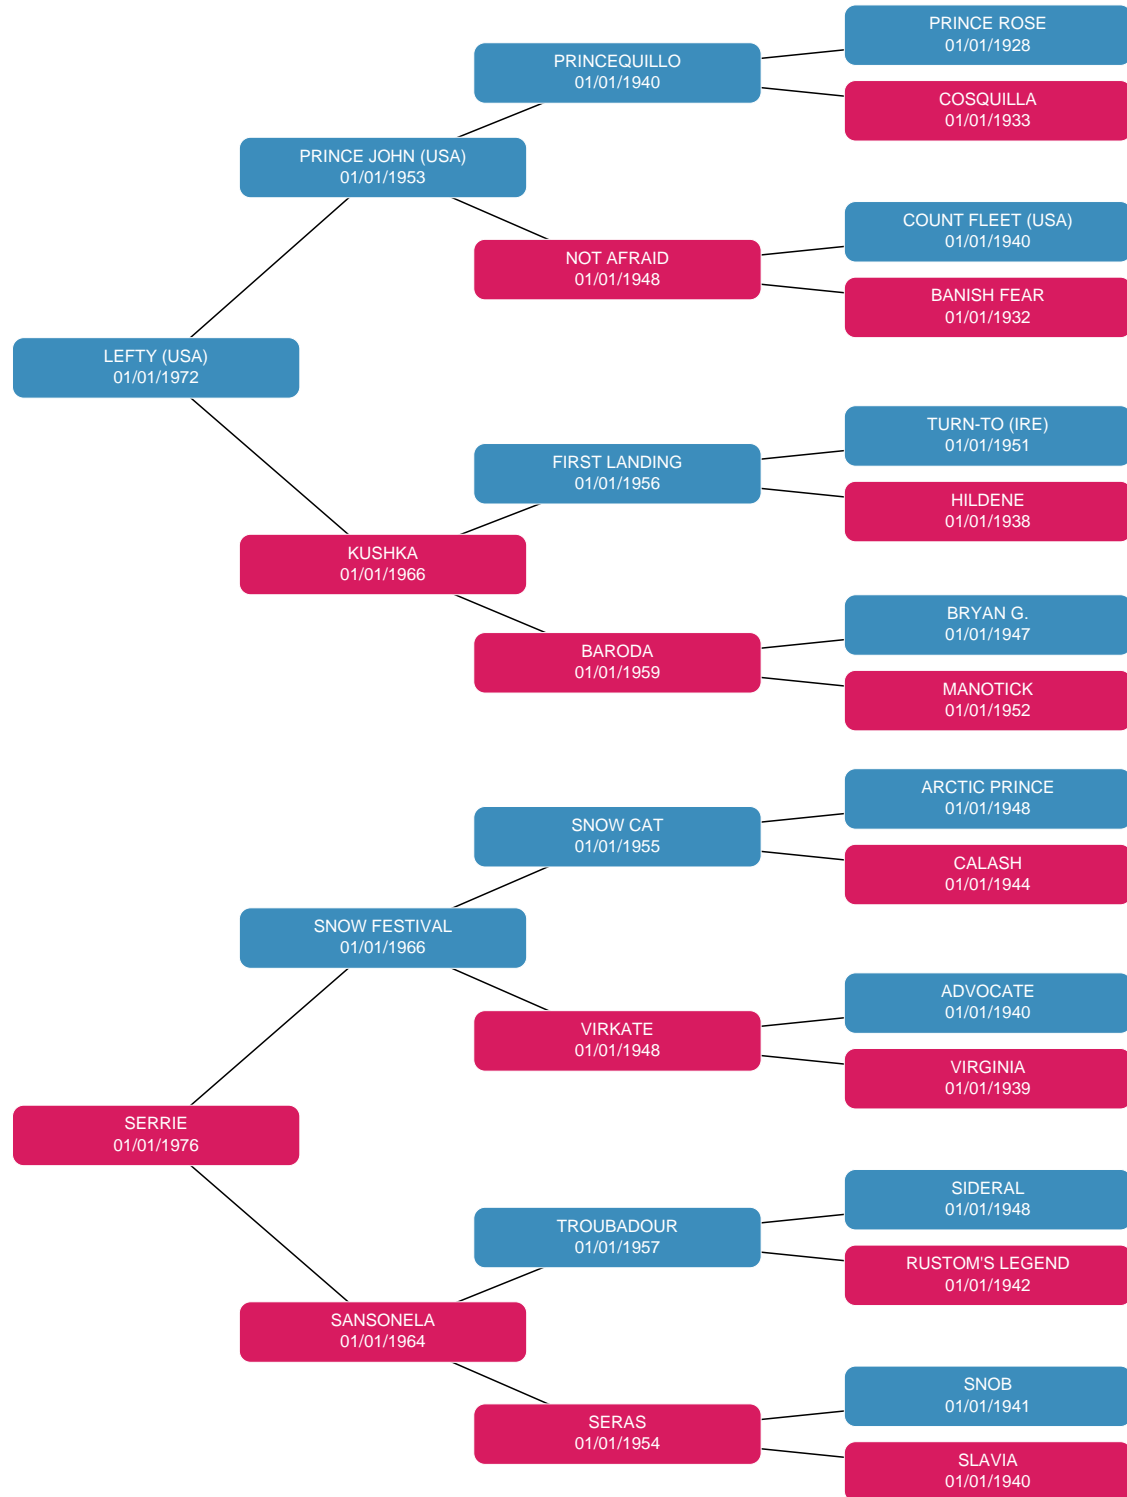 PRINCE ROSE
01/01/1928
PRINCEQUILLO
01/01/1940
COSQUILLA
01/01/1933
PRINCE JOHN (USA)
01/01/1953
COUNT FLEET (USA)
01/01/1940
NOT AFRAID
01/01/1948
BANISH FEAR
01/01/1932
LEFTY (USA)
01/01/1972
TURN-TO (IRE)
01/01/1951
FIRST LANDING
01/01/1956
HILDENE
01/01/1938
KUSHKA
01/01/1966
BRYAN G.
01/01/1947
BARODA
01/01/1959
MANOTICK
01/01/1952
ARCTIC PRINCE
01/01/1948
SNOW CAT
01/01/1955
CALASH
01/01/1944
SNOW FESTIVAL
01/01/1966
ADVOCATE
01/01/1940
VIRKATE
01/01/1948
VIRGINIA
01/01/1939
SERRIE
01/01/1976
SIDERAL
01/01/1948
TROUBADOUR
01/01/1957
RUSTOM'S LEGEND
01/01/1942
SANSONELA
01/01/1964
SNOB
01/01/1941
SERAS
01/01/1954
SLAVIA
01/01/1940